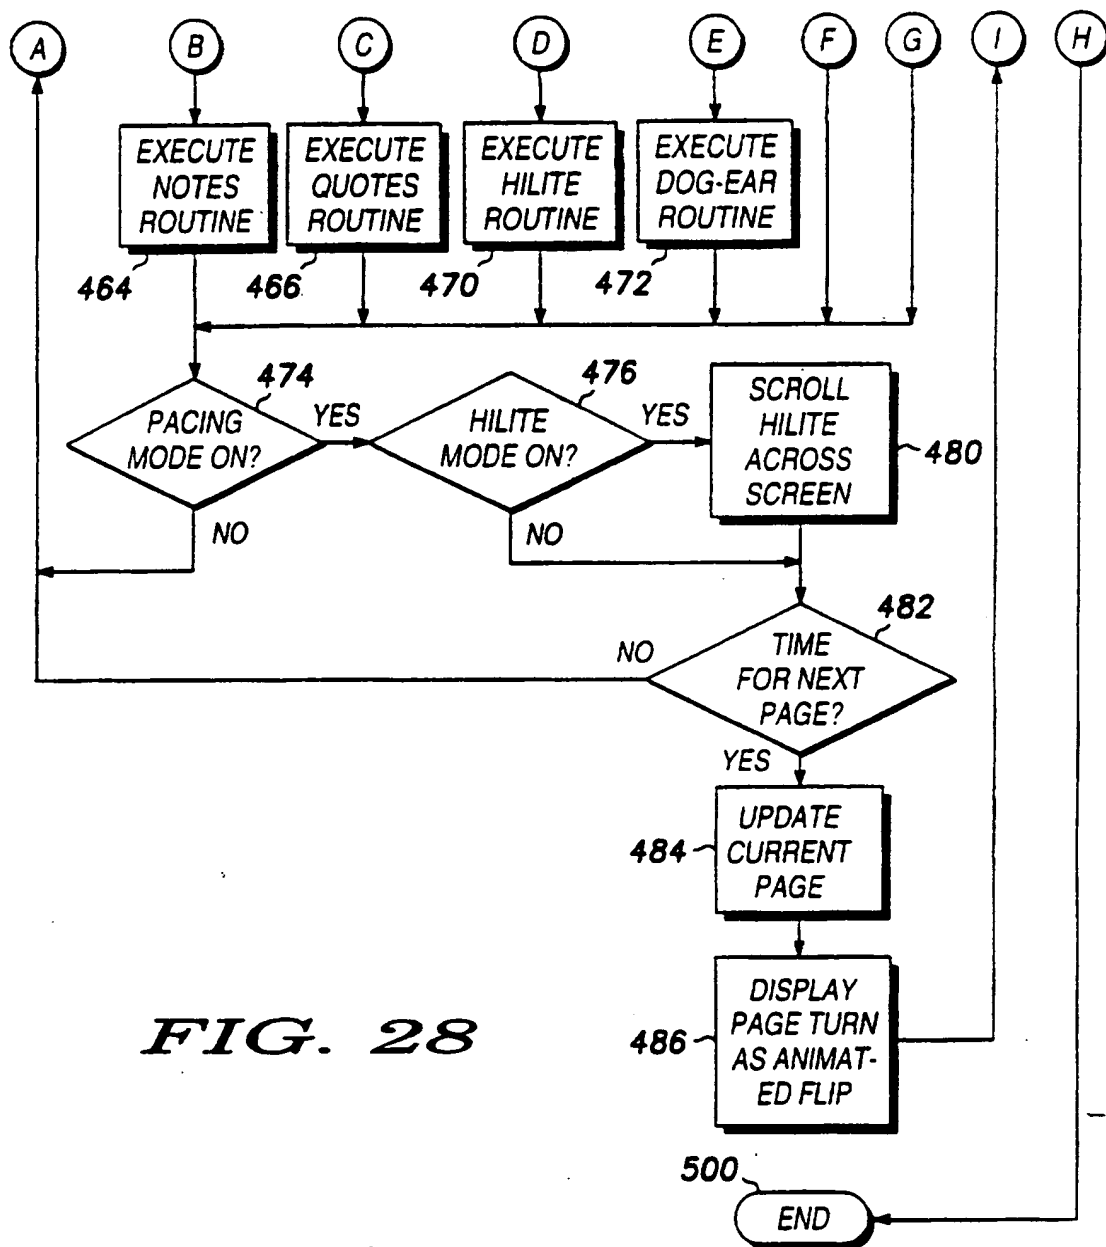 A B C D E F G I H
EXECUTE
NOTES
ROUTINE
464
EXECUTE
QUOTES
ROUTINE
466
EXECUTE
HILITE
ROUTINE
470
EXECUTE
DOG-EAR
ROUTINE
472
PACING
MODE ON?
474
YES
NO
HILITE
MODE ON?
476
YES
NO
SCROLL
HILITE
ACROSS
SCREEN
480
TIME
FOR NEXT
PAGE?
482
NO
YES
UPDATE
CURRENT
PAGE
484
DISPLAY
PAGE TURN
AS ANIMAT-
ED FLIP
486
FIG. 28
500
END